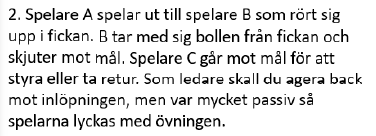 2. Spelare A spelar ut till spelare B som rört sig
upp i fickan. B tar med sig bollen från fickan och
skjuter mot mål. Spelare C går mot mål för att
styra eller ta retur. Som ledare skall du agera back
mot inlöpningen, men var mycket passiv så
spelarna lyckas med övningen.